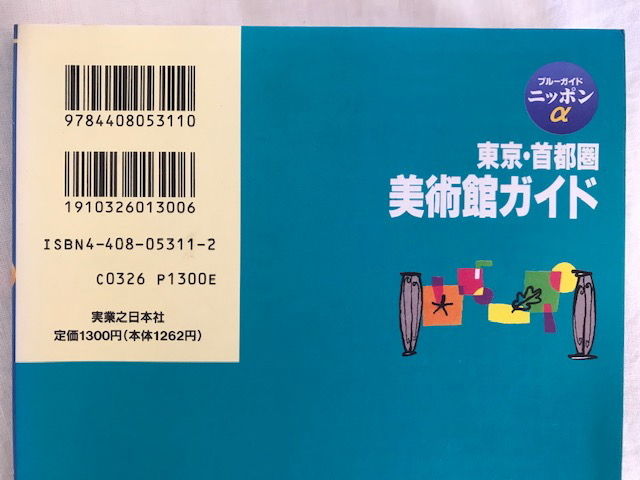 9784408053110
1910326013006
ISBN4-408-05311-2
C0326 P1300E
実業之日本社
定価1300円(本体1262円)
ブルーガイド
ニッポン
α
東京・首都圏
美術館ガイド